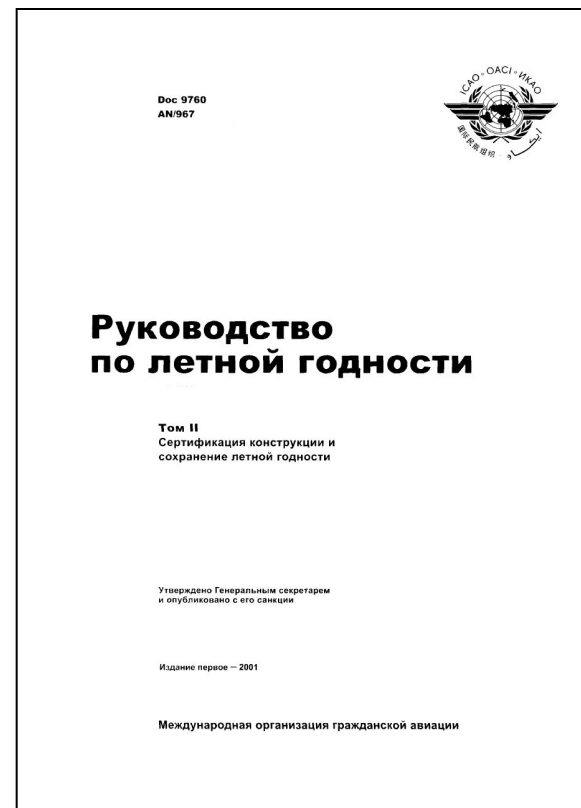 Doc 9760
AN/967
ICAO · OACI · ИКАО
Руководство
по летной годности
Том II
Сертификация конструкции и
сохранение летной годности
Утверждено Генеральным секретарем
и опубликовано с его санкции
Издание первое — 2001
Международная организация гражданской авиации